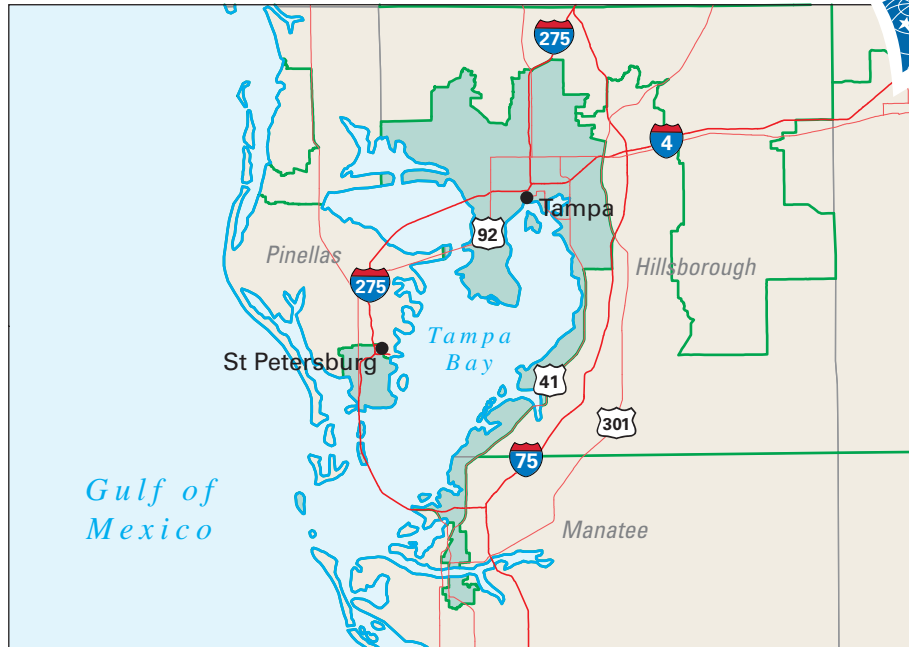 275
4
Tampa
92
Pinellas
Hillsborough
275
Tampa
Bay
St Petersburg
41
301
75
Gulf of
Mexico
Manatee